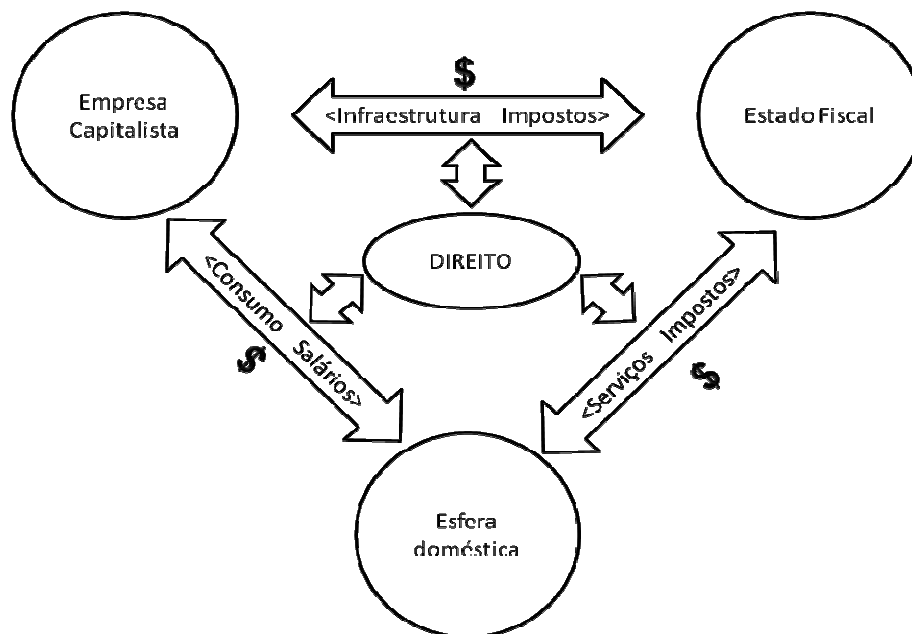 $
Empresa
Capitalista
<Infraestrutura Impostos>
Estado Fiscal
DIREITO
<Consumo Salários>
$
<Serviços Impostos>
$
Esfera
doméstica